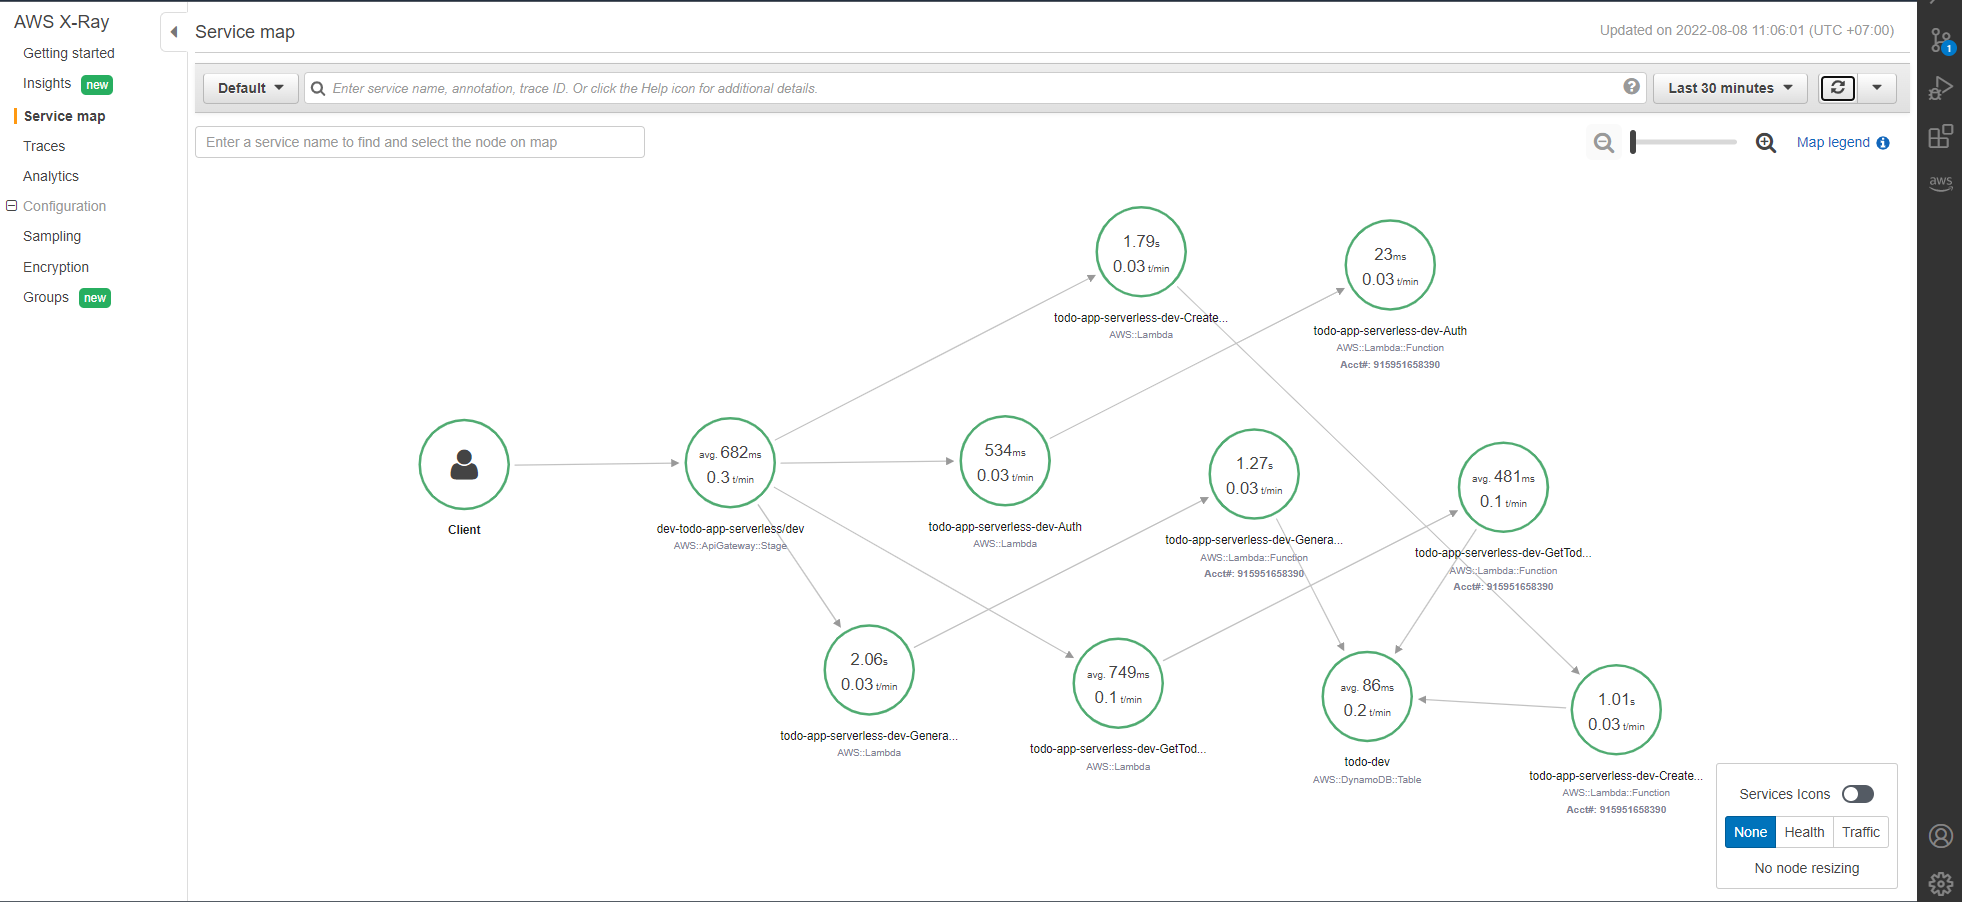 AWS X-Ray
Getting started
Insights new
Service map
Traces
Analytics
Configuration
Sampling
Encryption
Groups new
Service map
Updated on 2022-08-08 11:06:01 (UTC +07:00)
Default
Enter service name, annotation, trace ID. Or click the Help icon for additional details.
?
Last 30 minutes
Enter a service name to find and select the node on map
Map legend i
1.79s
0.03 t/min
todo-app-serverless-dev-Create...
AWS::Lambda
23ms
0.03 t/min
todo-app-serverless-dev-Auth
AWS::Lambda::Function
Acct#: 915951658390
Client
avg. 682ms
0.3 t/min
dev-todo-app-serverless/dev
AWS::ApiGateway::Stage
534ms
0.03 t/min
todo-app-serverless-dev-Auth
AWS::Lambda
1.27s
0.03 t/min
todo-app-serverless-dev-Genera...
AWS::Lambda::Function
Acct#: 915951658390
avg. 481ms
0.1 t/min
todo-app-serverless-dev-GetTod...
AWS::Lambda::Function
Acct#: 915951658390
2.06s
0.03 t/min
todo-app-serverless-dev-Genera...
AWS::Lambda
avg. 749ms
0.1 t/min
todo-app-serverless-dev-GetTod...
AWS::Lambda
avg. 86ms
0.2 t/min
todo-dev
AWS::DynamoDB::Table
1.01s
0.03 t/min
todo-app-serverless-dev-Create...
AWS::Lambda::Function
Acct#: 915951658390
Services Icons
None Health Traffic
No node resizing
1
aws